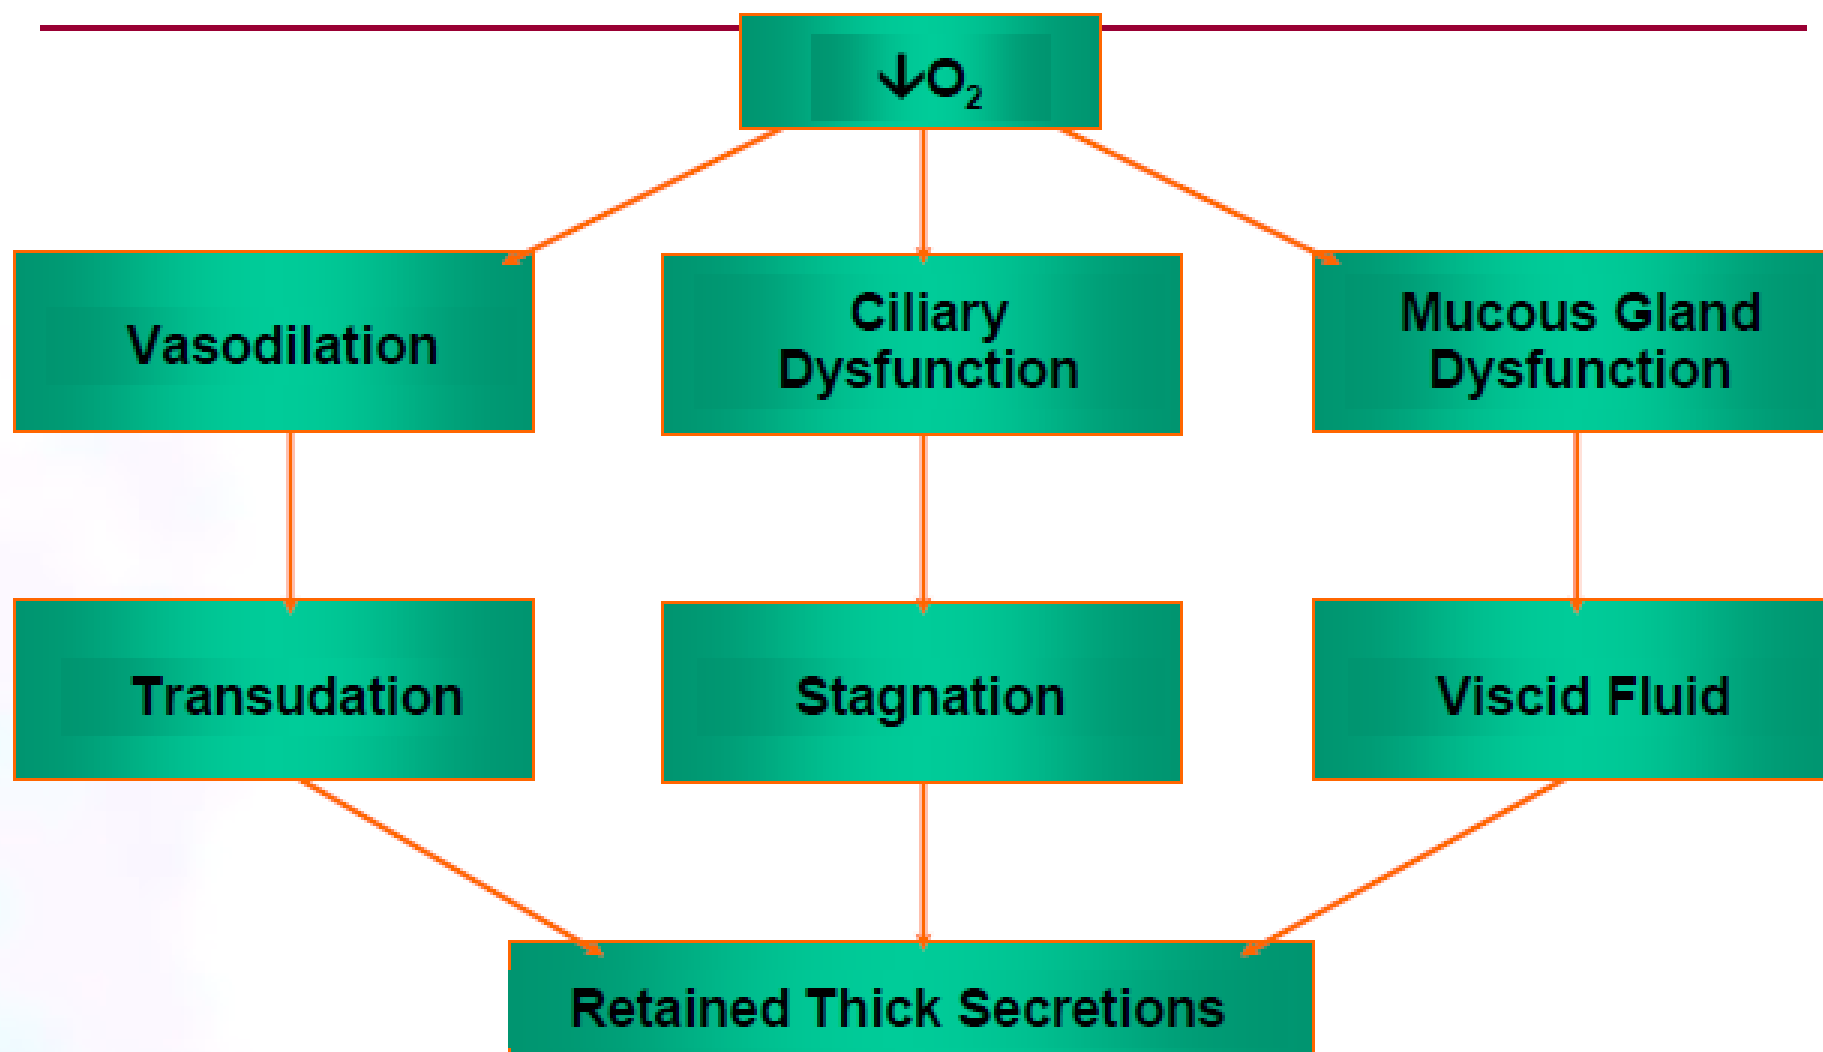 ↓O₂
Vasodilation
Ciliary
Dysfunction
Mucous Gland
Dysfunction
Transudation
Stagnation
Viscid Fluid
Retained Thick Secretions